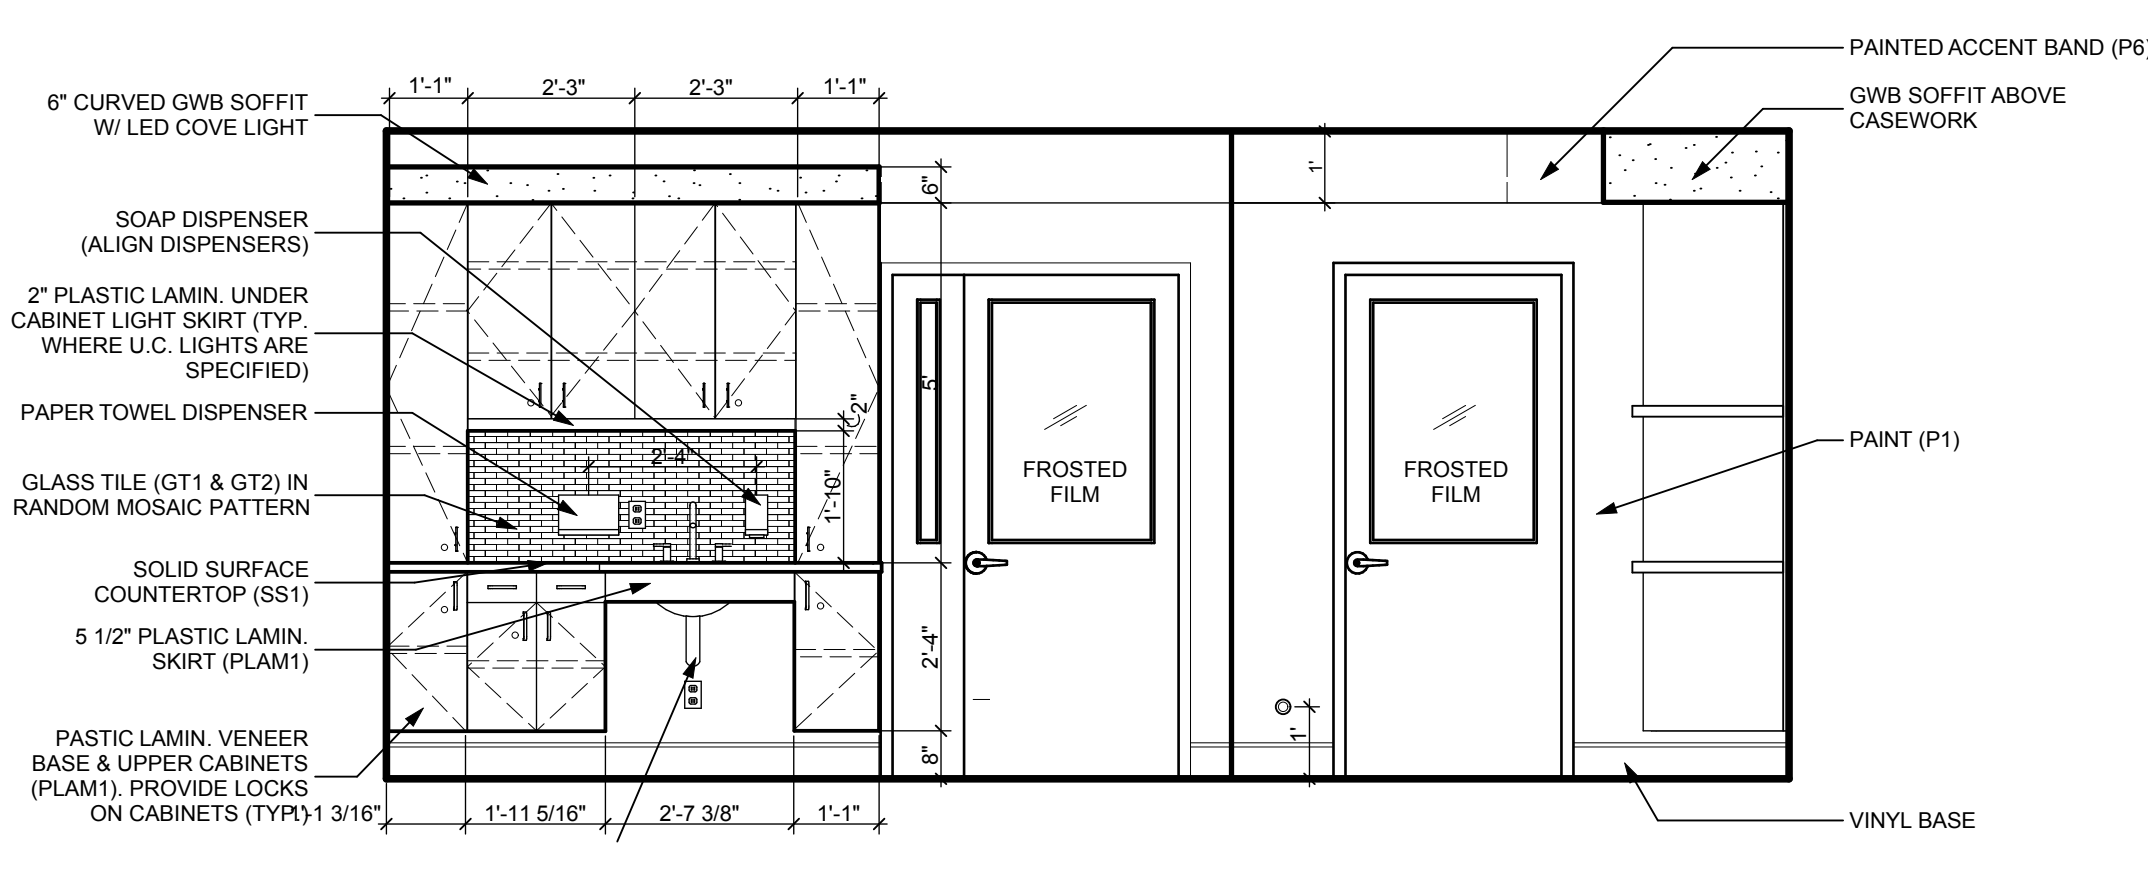 PAINTED ACCENT BAND (P6)
1'-1"
2'-3"
2'-3"
1'-1"
6" CURVED GWB SOFFIT
W/ LED COVE LIGHT
GWB SOFFIT ABOVE
CASEWORK
1'
6"
SOAP DISPENSER
(ALIGN DISPENSERS)
2" PLASTIC LAMIN. UNDER
CABINET LIGHT SKIRT (TYP.
WHERE U.C. LIGHTS ARE
SPECIFIED)
5'
2"
PAPER TOWEL DISPENSER
PAINT (P1)
2'-4"
FROSTED
FILM
FROSTED
FILM
GLASS TILE (GT1 & GT2) IN
RANDOM MOSAIC PATTERN
1'-10"
SOLID SURFACE
COUNTERTOP (SS1)
5 1/2" PLASTIC LAMIN.
SKIRT (PLAM1)
2'-4"
PASTIC LAMIN. VENEER
BASE & UPPER CABINETS
(PLAM1). PROVIDE LOCKS
ON CABINETS (TYP.)
8"
1'
1'-1 3/16"
1'-11 5/16"
2'-7 3/8"
1'-1"
VINYL BASE